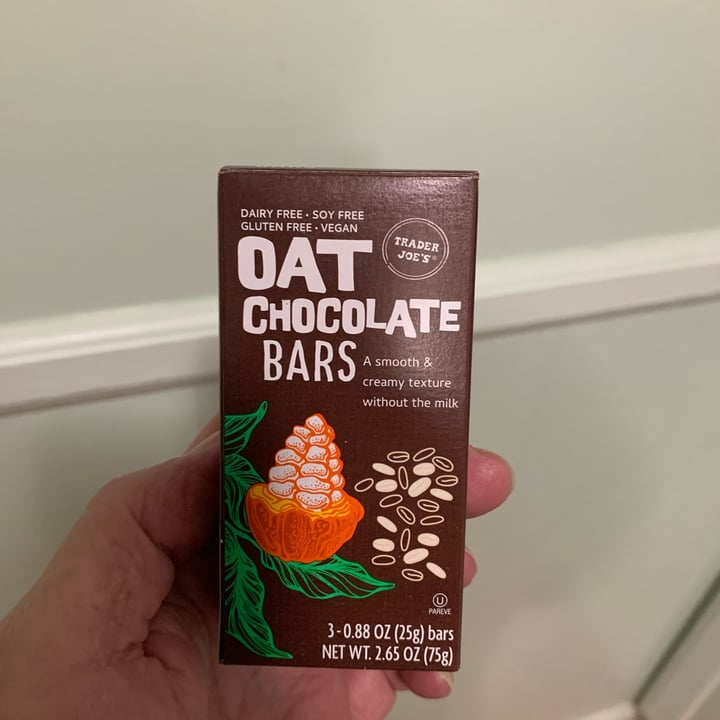 DAIRY FREE • SOY FREE
GLUTEN FREE • VEGAN
TRADER
JOE'S®
OAT
CHOCOLATE
BARS
A smooth &
creamy texture
without the milk
U
PAREVE
3-0.88 OZ (25g) bars
NET WT. 2.65 OZ (75g)